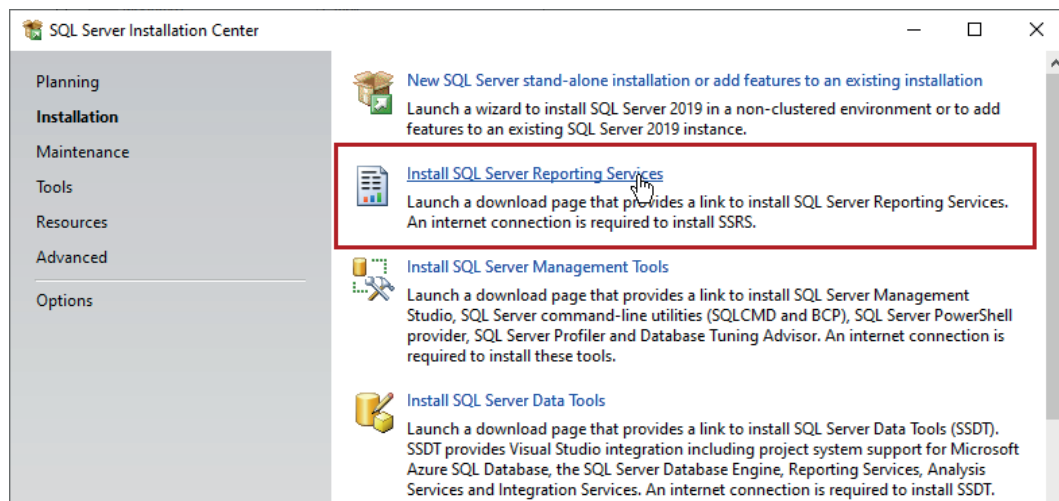 SQL Server Installation Center
Planning
Installation
Maintenance
Tools
Resources
Advanced
Options
New SQL Server stand-alone installation or add features to an existing installation
Launch a wizard to install SQL Server 2019 in a non-clustered environment or to add
features to an existing SQL Server 2019 instance.
Install SQL Server Reporting Services
Launch a download page that provides a link to install SQL Server Reporting Services.
An internet connection is required to install SSRS.
Install SQL Server Management Tools
Launch a download page that provides a link to install SQL Server Management
Studio, SQL Server command-line utilities (SQLCMD and BCP), SQL Server PowerShell
provider, SQL Server Profiler and Database Tuning Advisor. An internet connection is
required to install these tools.
Install SQL Server Data Tools
Launch a download page that provides a link to install SQL Server Data Tools (SSDT).
SSDT provides Visual Studio integration including project system support for Microsoft
Azure SQL Database, the SQL Server Database Engine, Reporting Services, Analysis
Services and Integration Services. An internet connection is required to install SSDT.